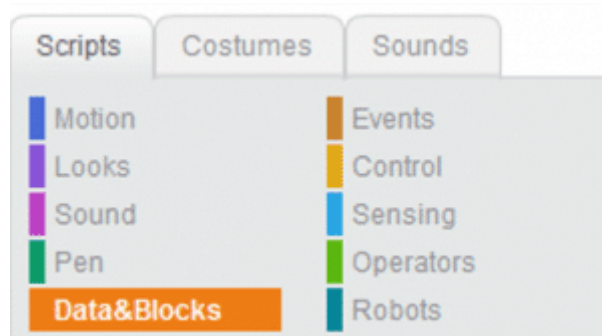 Scripts Costumes Sounds
Motion Events
Looks Control
Sound Sensing
Pen Operators
Data&Blocks Robots